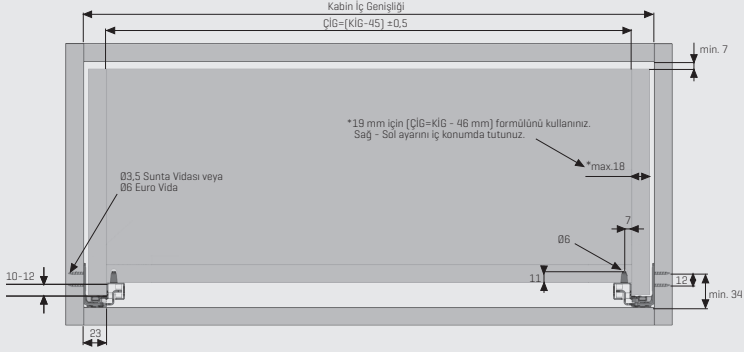 Kabin İç Genişliği
ÇİG=(KİG-45) ±0,5
min. 7
*19 mm için (ÇİG=KİG - 46 mm) formülünü kullanınız.
Sağ - Sol ayarını iç konumda tutunuz.
*max.18
Ø3,5 Sunta Vidası veya
Ø6 Euro Vida
7
Ø6
10-12
11
12
min. 34
23